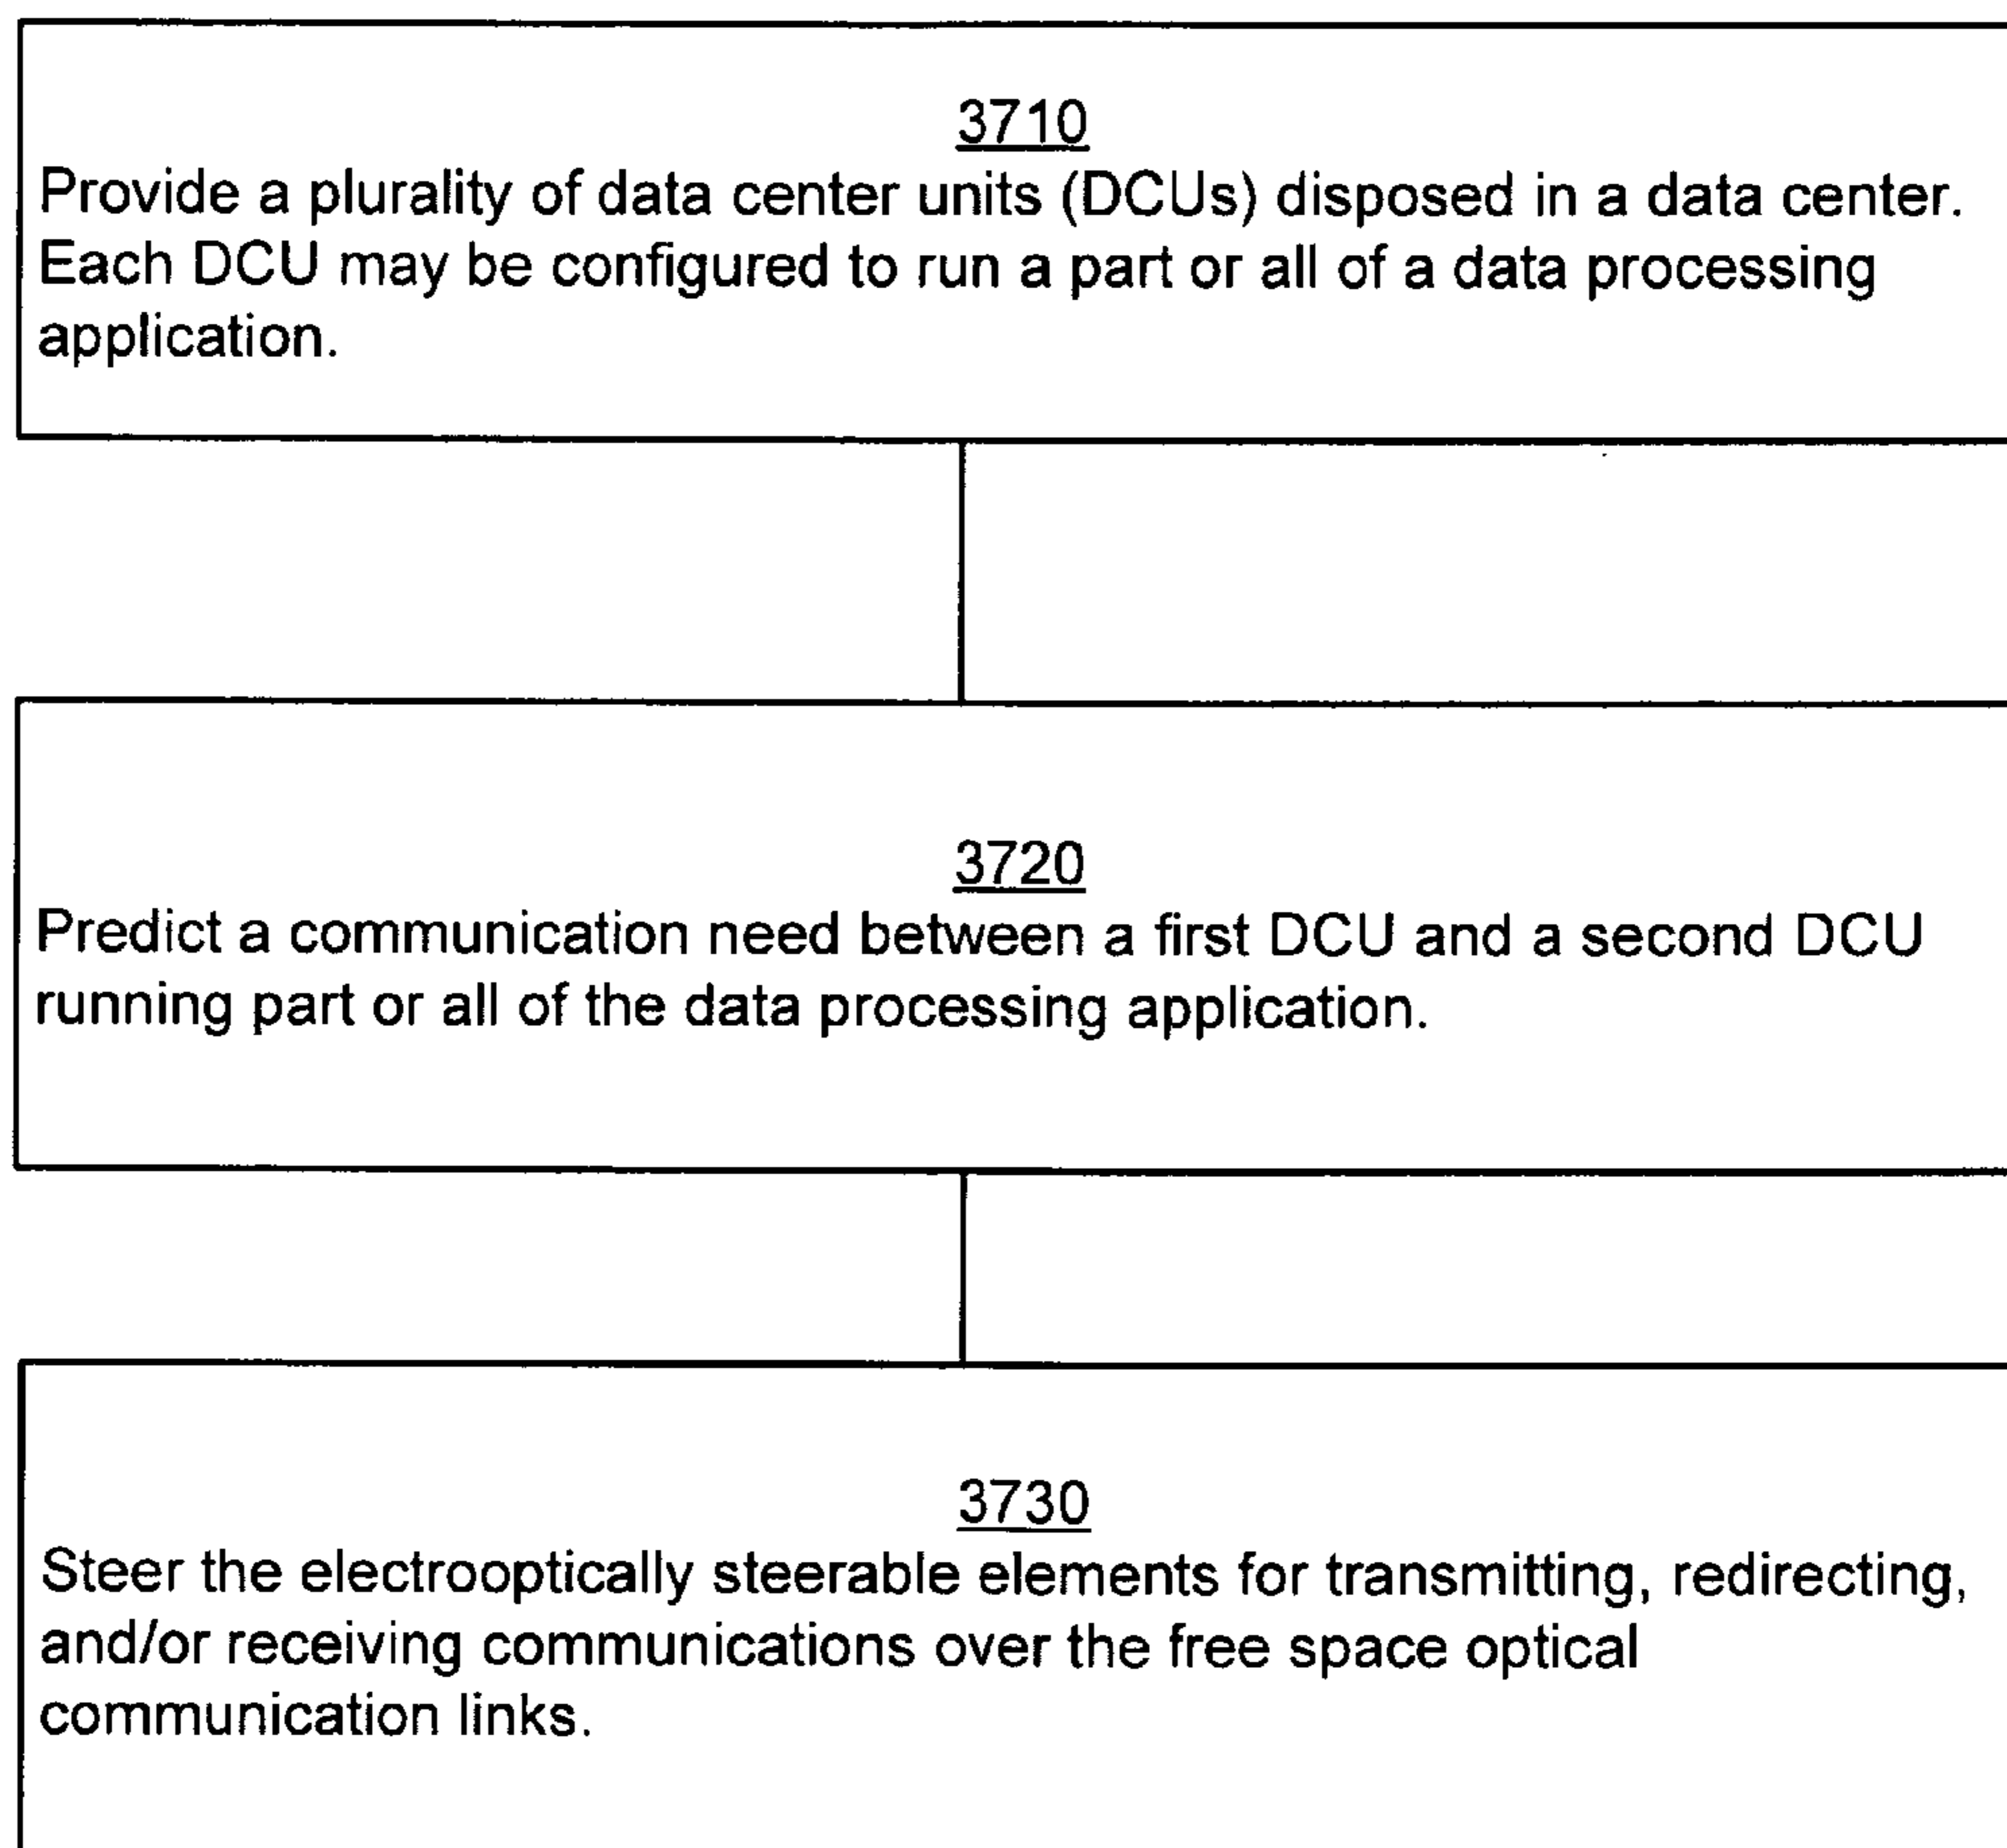 3710
Provide a plurality of data center units (DCUs) disposed in a data center.
Each DCU may be configured to run a part or all of a data processing
application.
3720
Predict a communication need between a first DCU and a second DCU
running part or all of the data processing application.
3730
Steer the electrooptically steerable elements for transmitting, redirecting,
and/or receiving communications over the free space optical
communication links.